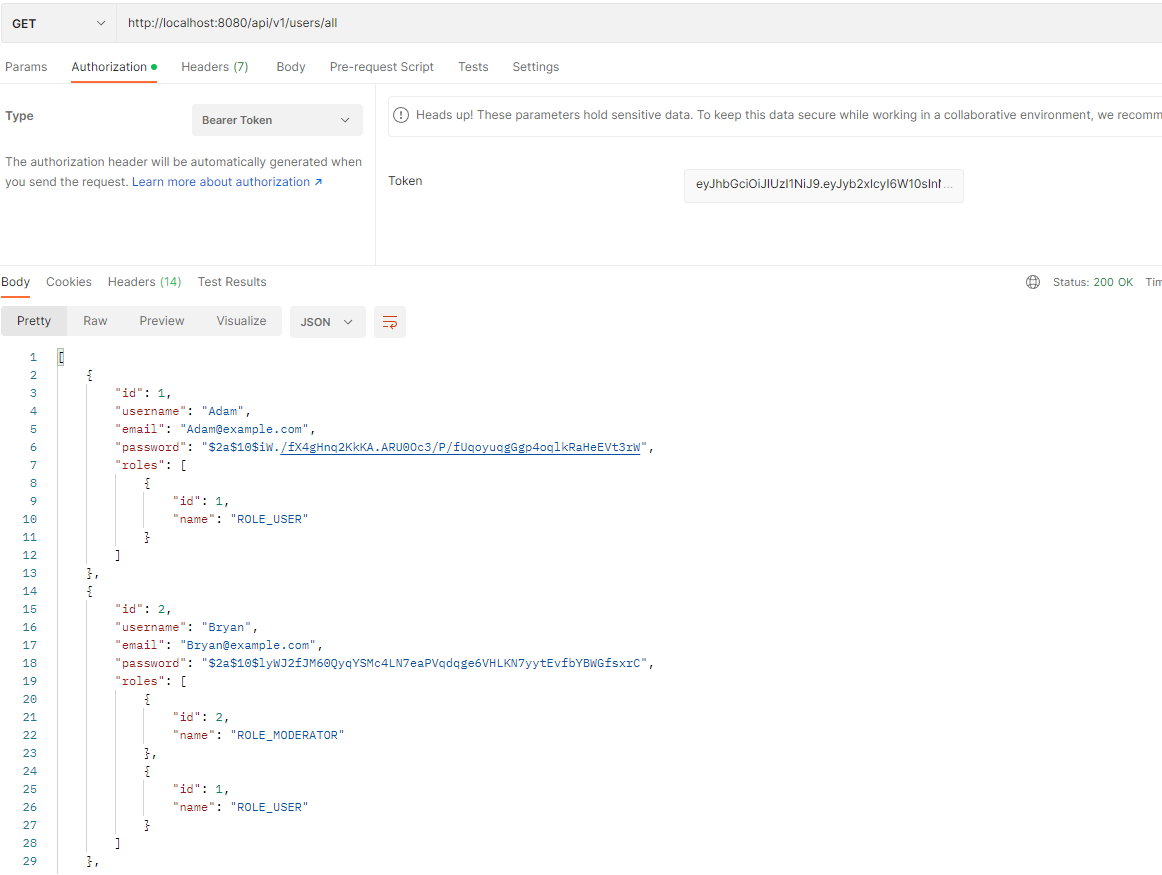 GET http://localhost:8080/api/v1/users/all
Params Authorization Headers (7) Body Pre-request Script Tests Settings
Type Bearer Token
Heads up! These parameters hold sensitive data. To keep this data secure while working in a collaborative environment, we recomm
The authorization header will be automatically generated when
you send the request. Learn more about authorization ↗
Token eyJhbGciOiJIUzI1NiJ9.eyJyb2xlcyI6W10sInN...
Body Cookies Headers (14) Test Results Status: 200 OK Tim
Pretty Raw Preview Visualize JSON
1 [
2 {
3 "id": 1,
4 "username": "Adam",
5 "email": "Adam@example.com",
6 "password": "$2a$10$iW./fX4gHnq2KkKA.ARU0Oc3/P/fUqoyuqgGgp4oqlkRaHeEVt3rW",
7 "roles": [
8 {
9 "id": 1,
10 "name": "ROLE_USER"
11 }
12 ]
13 },
14 {
15 "id": 2,
16 "username": "Bryan",
17 "email": "Bryan@example.com",
18 "password": "$2a$10$lyWJ2fJM60QyqYSMc4LN7eaPVqdqge6VHLKN7yytEvfbYBWGfsxrC",
19 "roles": [
20 {
21 "id": 2,
22 "name": "ROLE_MODERATOR"
23 },
24 {
25 "id": 1,
26 "name": "ROLE_USER"
27 }
28 ]
29 },